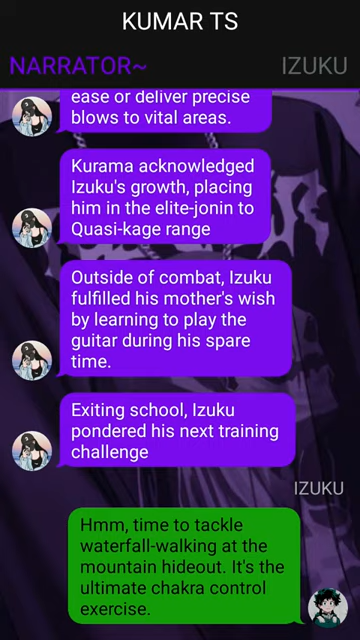 KUMAR TS
NARRATOR~
IZUKU
ease or deliver precise
blows to vital areas.
Kurama acknowledged
Izuku's growth, placing
him in the elite-jonin to
Quasi-kage range
Outside of combat, Izuku
fulfilled his mother's wish
by learning to play the
guitar during his spare
time.
Exiting school, Izuku
pondered his next training
challenge
IZUKU
Hmm, time to tackle
waterfall-walking at the
mountain hideout. It's the
ultimate chakra control
exercise.